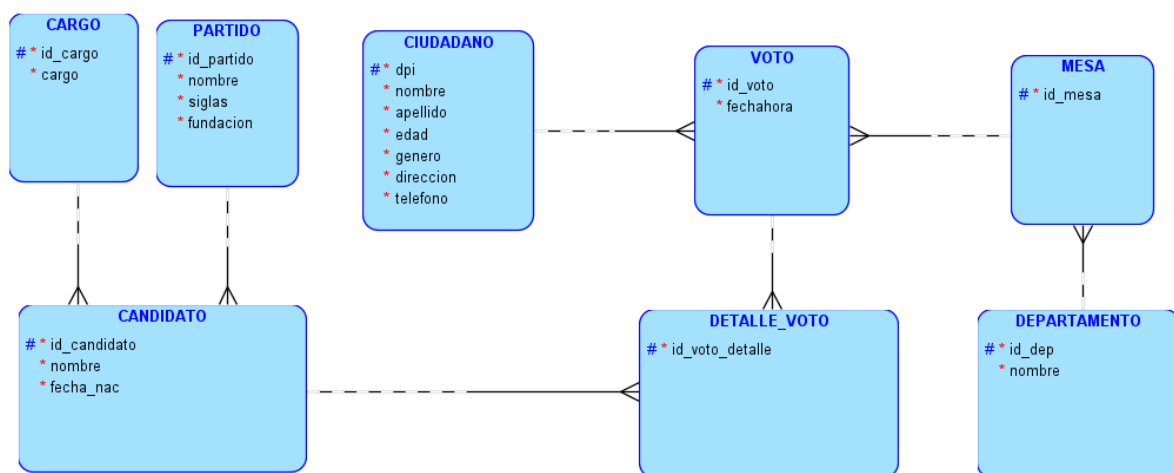 CARGO
# * id_cargo
* cargo
PARTIDO
# * id_partido
* nombre
* siglas
* fundacion
CIUDADANO
# * dpi
* nombre
* apellido
* edad
* genero
* direccion
* telefono
VOTO
# * id_voto
* fechahora
MESA
# * id_mesa
CANDIDATO
# * id_candidato
* nombre
* fecha_nac
DETALLE_VOTO
# * id_voto_detalle
DEPARTAMENTO
# * id_dep
* nombre